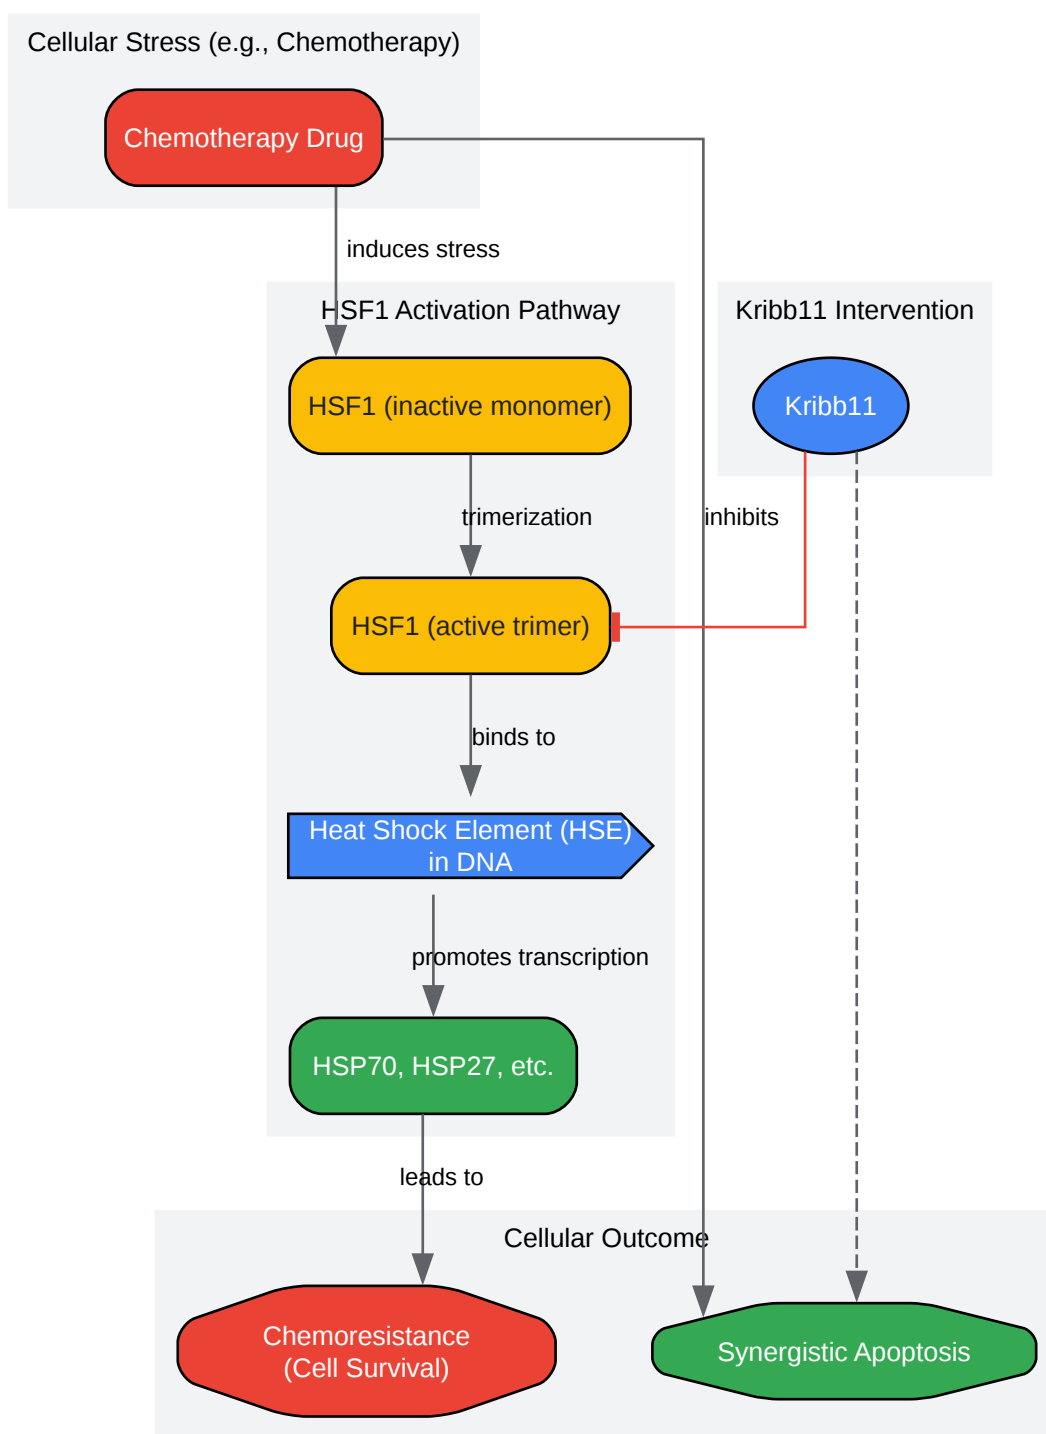 Cellular Stress (e.g., Chemotherapy)
Chemotherapy Drug
induces stress
HSF1 Activation Pathway
Kribb11 Intervention
HSF1 (inactive monomer)
Kribb11
trimerization
inhibits
HSF1 (active trimer)
binds to
Heat Shock Element (HSE)
in DNA
promotes transcription
HSP70, HSP27, etc.
leads to
Cellular Outcome
Chemoresistance
(Cell Survival)
Synergistic Apoptosis